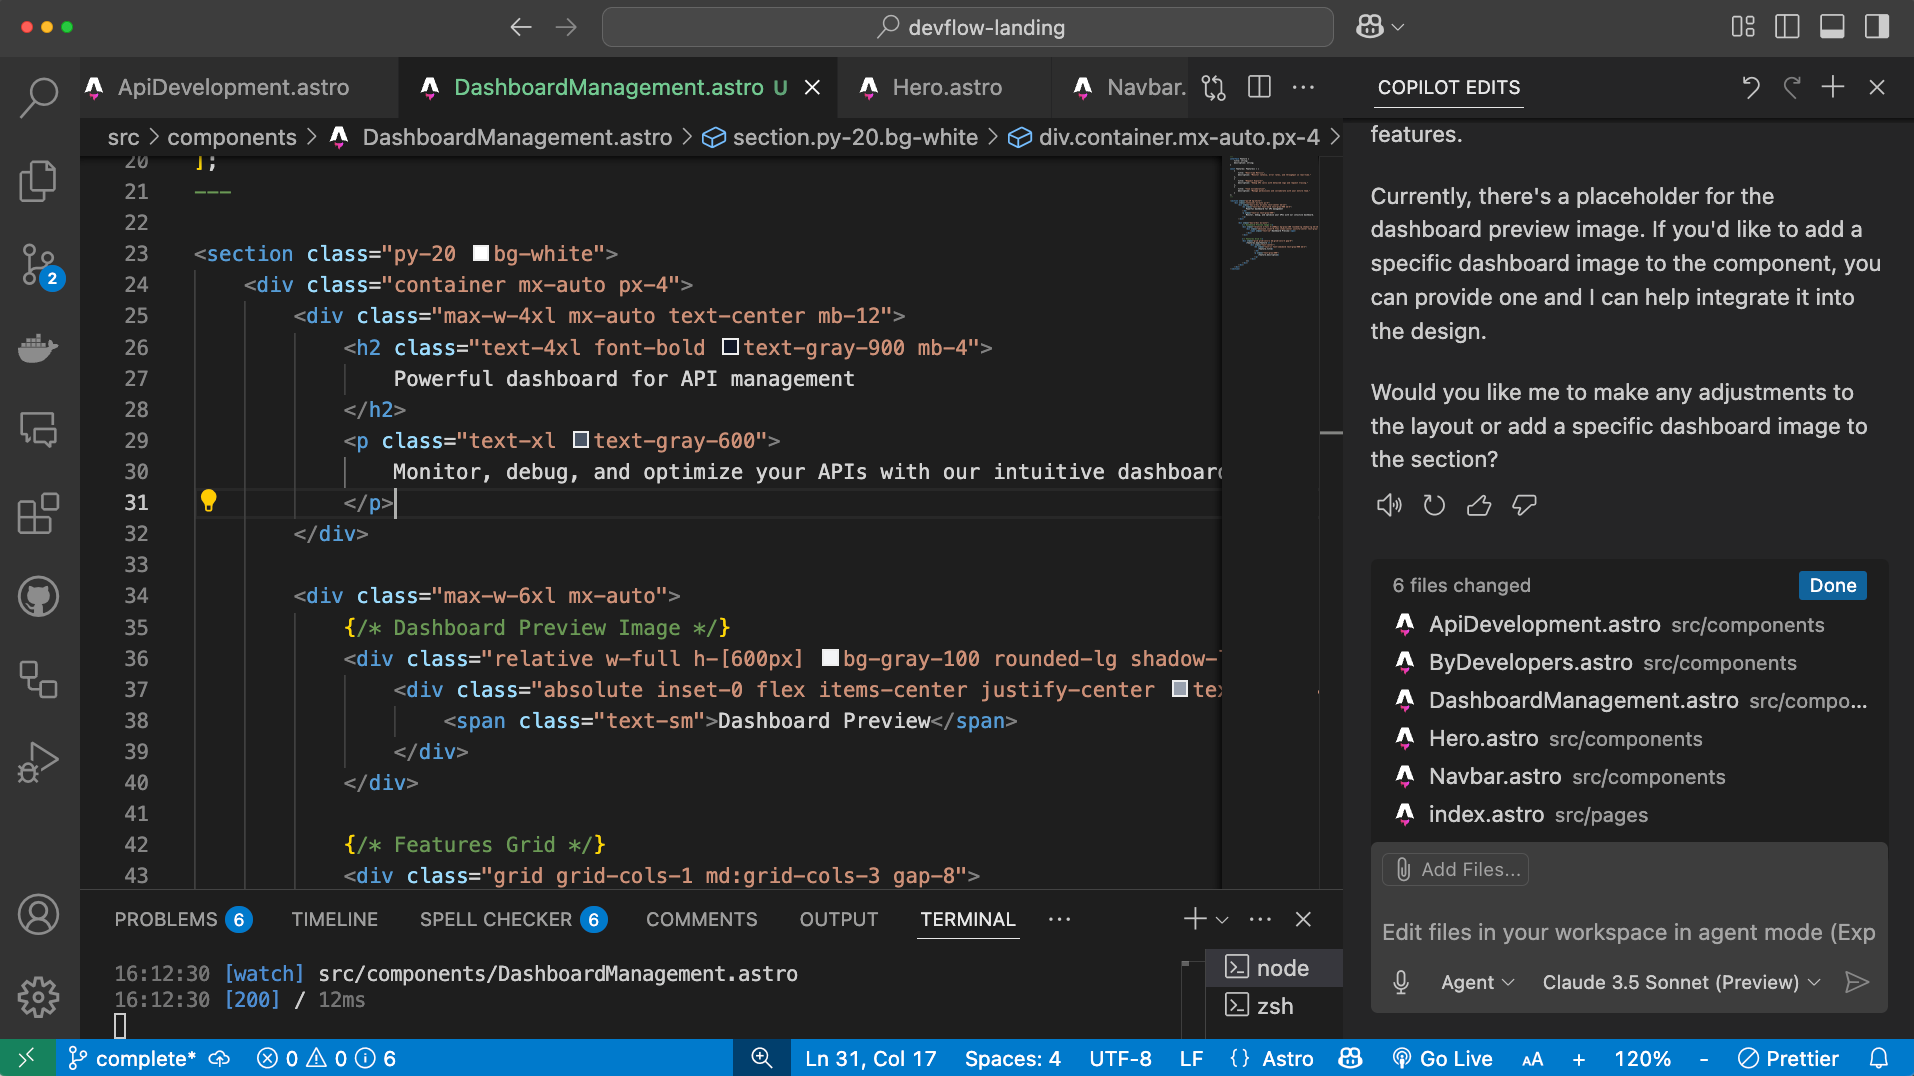 devflow-landing
ApiDevelopment.astro
DashboardManagement.astro U
Hero.astro
Navbar.
src > components > DashboardManagement.astro > section.py-20.bg-white > div.container.mx-auto.px-4 >
20 ];
21 ---
22
23 <section class="py-20 bg-white">
24 <div class="container mx-auto px-4">
25 <div class="max-w-4xl mx-auto text-center mb-12">
26 <h2 class="text-4xl font-bold text-gray-900 mb-4">
27 Powerful dashboard for API management
28 </h2>
29 <p class="text-xl text-gray-600">
30 Monitor, debug, and optimize your APIs with our intuitive dashboard
31 </p>
32 </div>
33
34 <div class="max-w-6xl mx-auto">
35 {/* Dashboard Preview Image */}
36 <div class="relative w-full h-[600px] bg-gray-100 rounded-lg shadow-
37 <div class="absolute inset-0 flex items-center justify-center tex
38 <span class="text-sm">Dashboard Preview</span>
39 </div>
40 </div>
41
42 {/* Features Grid */}
43 <div class="grid grid-cols-1 md:grid-cols-3 gap-8">
2
PROBLEMS 6 TIMELINE SPELL CHECKER 6 COMMENTS OUTPUT TERMINAL
16:12:30 [watch] src/components/DashboardManagement.astro
16:12:30 [200] / 12ms
node
zsh
COPILOT EDITS
features.
Currently, there's a placeholder for the
dashboard preview image. If you'd like to add a
specific dashboard image to the component, you
can provide one and I can help integrate it into
the design.
Would you like me to make any adjustments to
the layout or add a specific dashboard image to
the section?
6 files changed Done
ApiDevelopment.astro src/components
ByDevelopers.astro src/components
DashboardManagement.astro src/compo...
Hero.astro src/components
Navbar.astro src/components
index.astro src/pages
Add Files...
Edit files in your workspace in agent mode (Exp
Agent Claude 3.5 Sonnet (Preview)
complete* 0 0 6 Ln 31, Col 17 Spaces: 4 UTF-8 LF {} Astro Go Live AA + 120% - Prettier